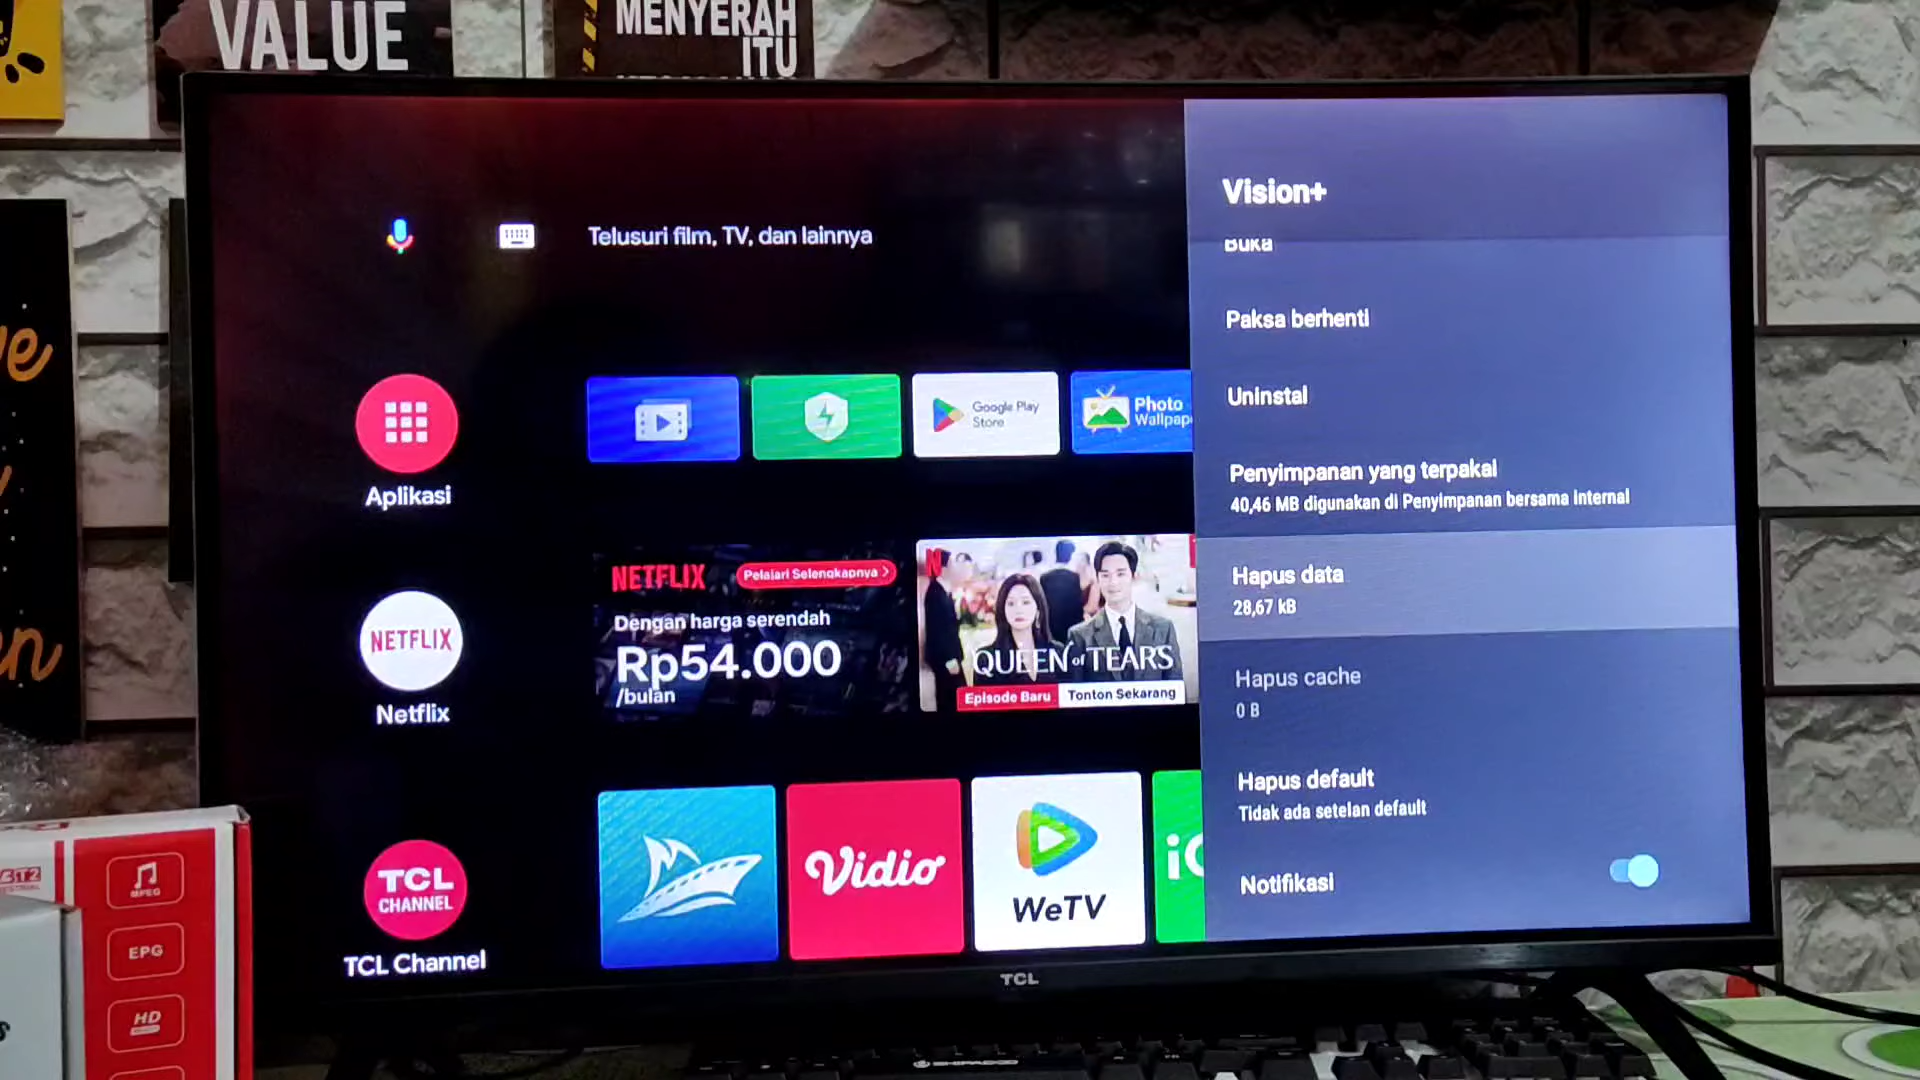 VALUE
MENYERAH
ITU
Telusuri film, TV, dan lainnya
Aplikasi
Google Play
Store
Photo
Wallpap
NETFLIX
Pelajari Selengkapnya >
Dengan harga serendah
Rp54.000
/bulan
N
QUEEN of TEARS
Episode Baru
Tonton Sekarang
NETFLIX
Netflix
TCL
CHANNEL
TCL Channel
Vidio
WeTV
Vision+
Buka
Paksa berhenti
Uninstal
Penyimpanan yang terpakai
40,46 MB digunakan di Penyimpanan bersama internal
Hapus data
28,67 kB
Hapus cache
0 B
Hapus default
Tidak ada setelan default
Notifikasi
TCL
MPEG
EPG
HD